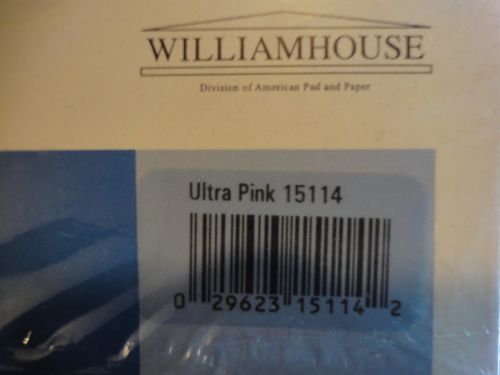 WILLIAMHOUSE
Division of American Pad and Paper
Ultra Pink 15114
0 29623 15114 2